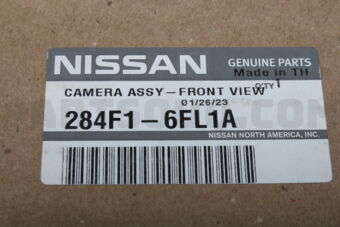 NISSAN
GENUINE PARTS
Made in TH
CAMERA ASSY-FRONT VIEW
Q'TY 1
01/26/23
284F1-6FL1A
NISSAN NORTH AMERICA, INC.